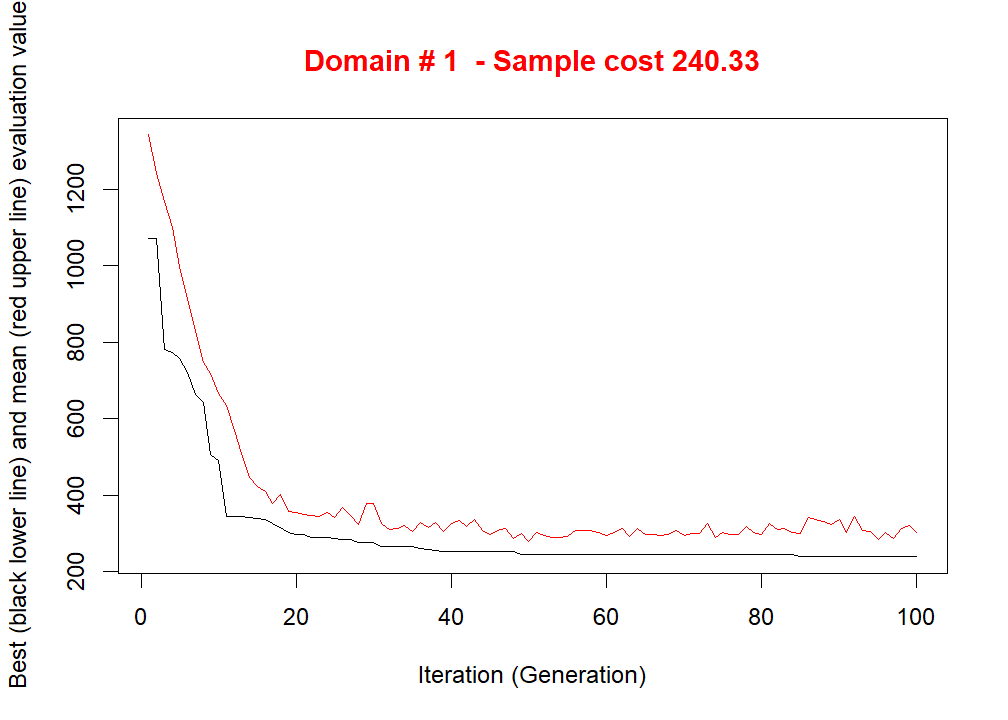 Domain # 1  - Sample cost 240.33
Best (black lower line) and mean (red upper line) evaluation value
1200
1000
800
600
400
200
0 20 40 60 80 100
Iteration (Generation)